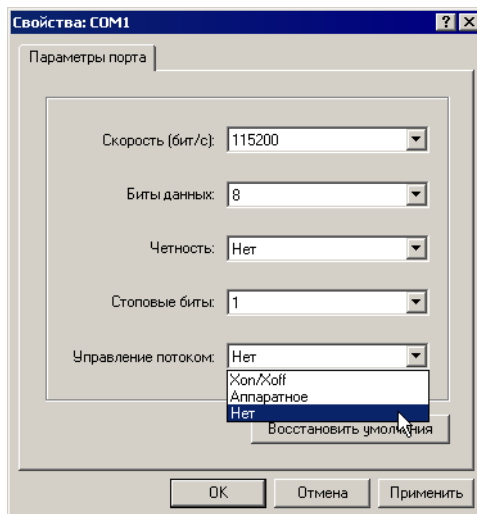 Свойства: COM1
Параметры порта
Скорость (бит/с): 115200
Биты данных: 8
Четность: Нет
Стоповые биты: 1
Управление потоком: Нет
Xon/Xoff
Аппаратное
Нет
Восстановить умолчания
OK Отмена Применить